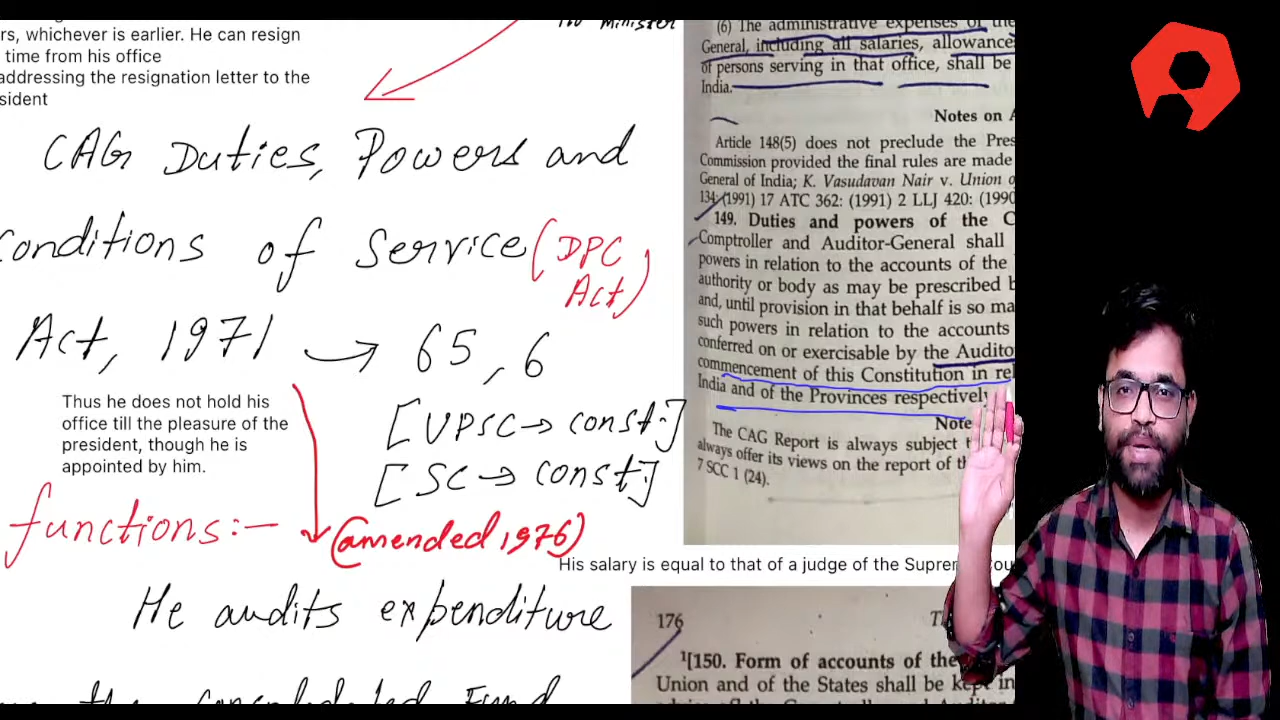 rs, whichever is earlier. He can resign
time from his office
addressing the resignation letter to the
sident
Minister
CAG Duties, Powers and
Conditions of Service (DPC
Act)
Act, 1971 → 65, 6
[UPSC → consti]
[SC → consti]
Thus he does not hold his
office till the pleasure of the
president, though he is
appointed by him.
functions:- (amended, 1976)
He audits expenditure
the consolidated Fund
(6) The administrative expenses of the
General, including all salaries, allowances
of persons serving in that office, shall be
India.
Notes on A
Article 148(5) does not preclude the Pres
Commission provided the final rules are made
General of India; K. Vasudavan Nair v. Union o
134: (1991) 17 ATC 362: (1991) 2 LLJ 420: (1990
149. Duties and powers of the C
Comptroller and Auditor-General shall
powers in relation to the accounts of the
authority or body as may be prescribed b
and, until provision in that behalf is so ma
such powers in relation to the accounts
conferred on or exercisable by the Audito
commencement of this Constitution in rel
India and of the Provinces respectively
Note
The CAG Report is always subject t
always offer its views on the report of th
7 SCC 1 (24).
His salary is equal to that of a judge of the Supreme Cou
176
¹[150. Form of accounts of the
Union and of the States shall be kept in